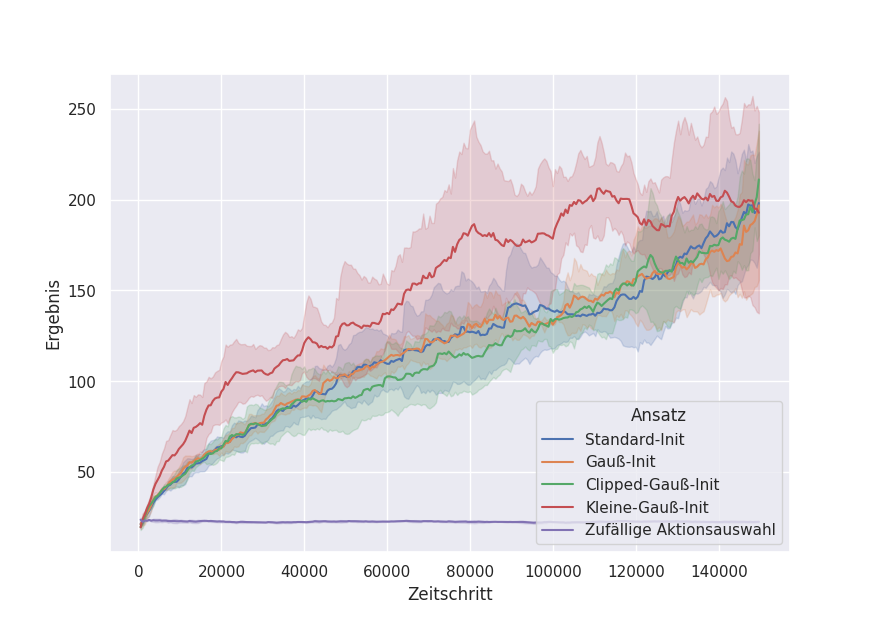 250
200
150
100
50
Ergebnis
Ansatz
Standard-Init
Gauß-Init
Clipped-Gauß-Init
Kleine-Gauß-Init
Zufällige Aktionsauswahl
0 20000 40000 60000 80000 100000 120000 140000
Zeitschritt